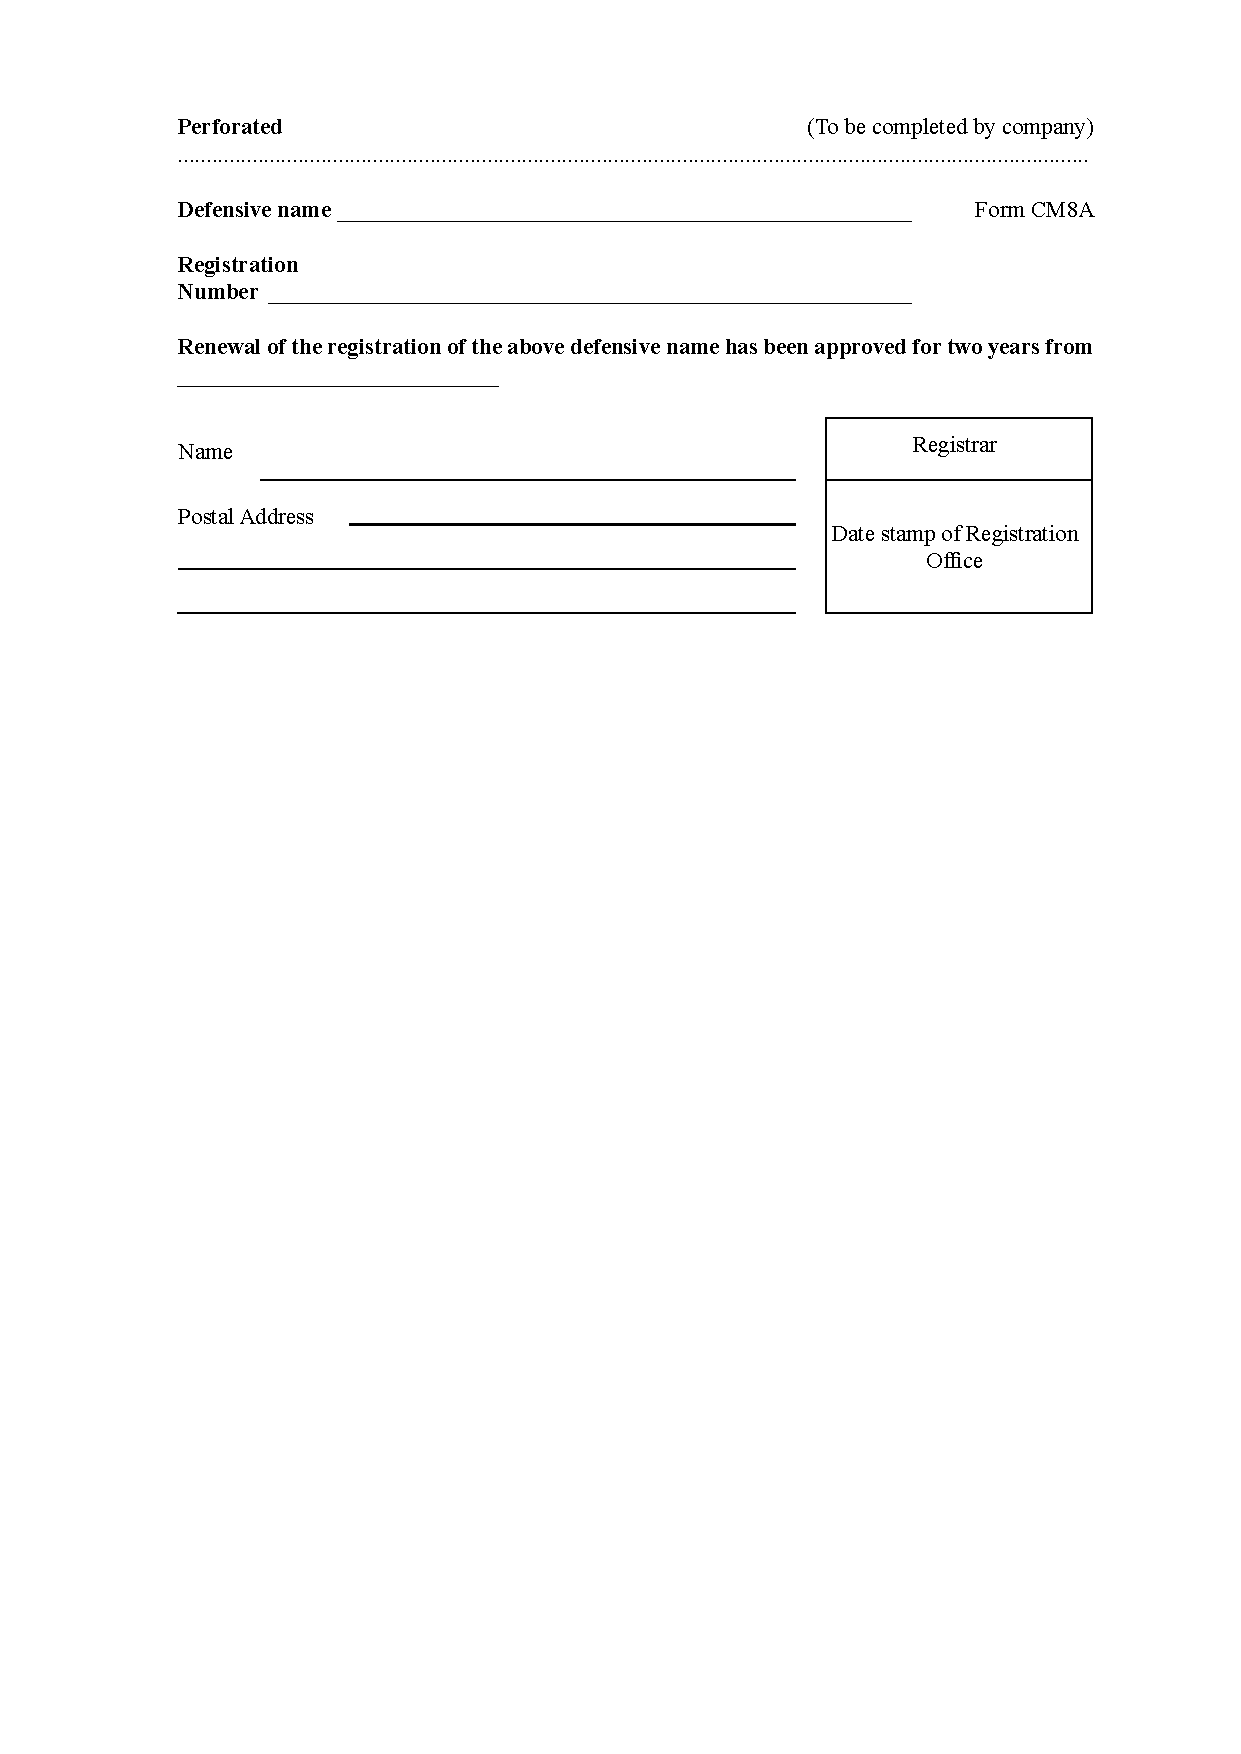 Perforated (To be completed by company)
Defensive name Form CM8A
Registration
Number
Renewal of the registration of the above defensive name has been approved for two years from
Name
Registrar
Postal Address
Date stamp of Registration
Office